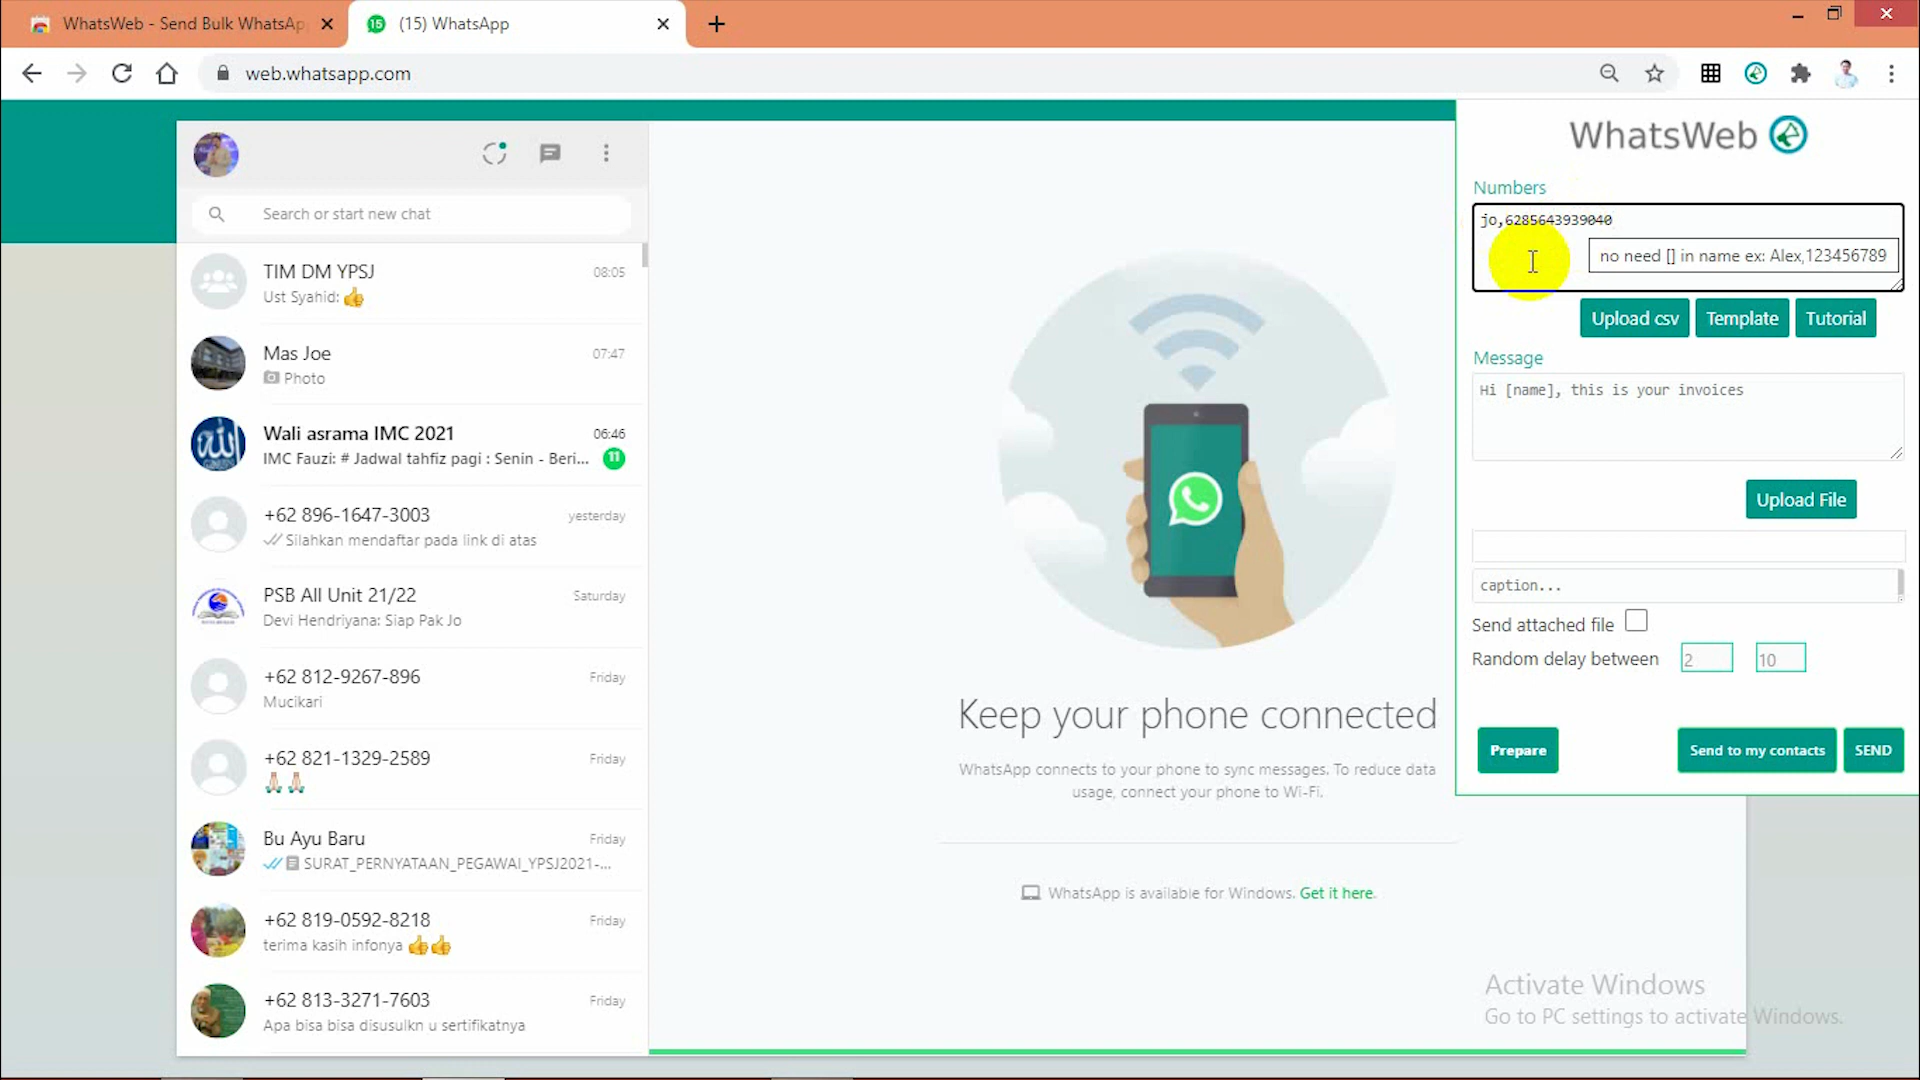 WhatsWeb - Send Bulk WhatsAp
15 (15) WhatsApp
web.whatsapp.com
Search or start new chat
TIM DM YPSJ 08:05
Ust Syahid: 👍
Mas Joe 07:47
Photo
Wali asrama IMC 2021 06:46
IMC Fauzi: # Jadwal tahfiz pagi : Senin - Beri... 11
+62 896-1647-3003 yesterday
Silahkan mendaftar pada link di atas
PSB All Unit 21/22 Saturday
Devi Hendriyana: Siap Pak Jo
+62 812-9267-896 Friday
Mucikari
+62 821-1329-2589 Friday
🙏🙏
Bu Ayu Baru Friday
SURAT_PERNYATAAN_PEGAWAI_YPSJ2021-...
+62 819-0592-8218 Friday
terima kasih infonya 👍👍
+62 813-3271-7603 Friday
Apa bisa bisa disusulkn u sertifikatnya
Keep your phone connected
WhatsApp connects to your phone to sync messages. To reduce data
usage, connect your phone to Wi-Fi.
WhatsApp is available for Windows. Get it here.
WhatsWeb
Numbers
jo,6285643939040
no need [] in name ex: Alex,123456789
Upload csv Template Tutorial
Message
Hi [name], this is your invoices
Upload File
caption...
Send attached file
Random delay between 2 10
Prepare Send to my contacts SEND
Activate Windows
Go to PC settings to activate Windows.